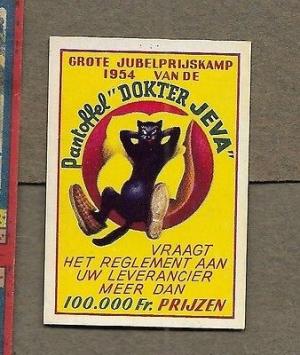 GROTE JUBELPRIJSKAMP
1954 VAN DE
Pantoffel "DOKTER JEVA"
VRAAGT
HET REGLEMENT AAN
UW LEVERANCIER
MEER DAN
100.000 Fr. PRIJZEN